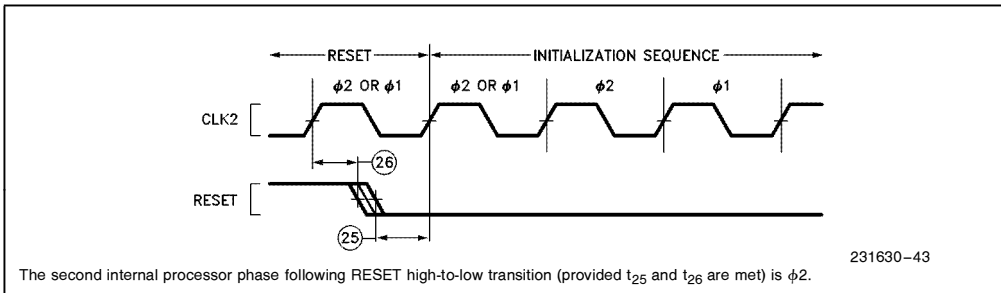 RESET INITIALIZATION SEQUENCE
ϕ2 OR ϕ1 ϕ2 OR ϕ1 ϕ2 ϕ1
CLK2
26
RESET
25
231630–43
The second internal processor phase following RESET high-to-low transition (provided t25 and t26 are met) is ϕ2.